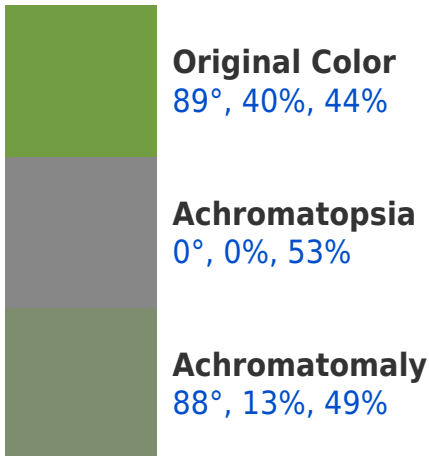 Original Color
89°, 40%, 44%
Achromatopsia
0°, 0%, 53%
Achromatomaly
88°, 13%, 49%